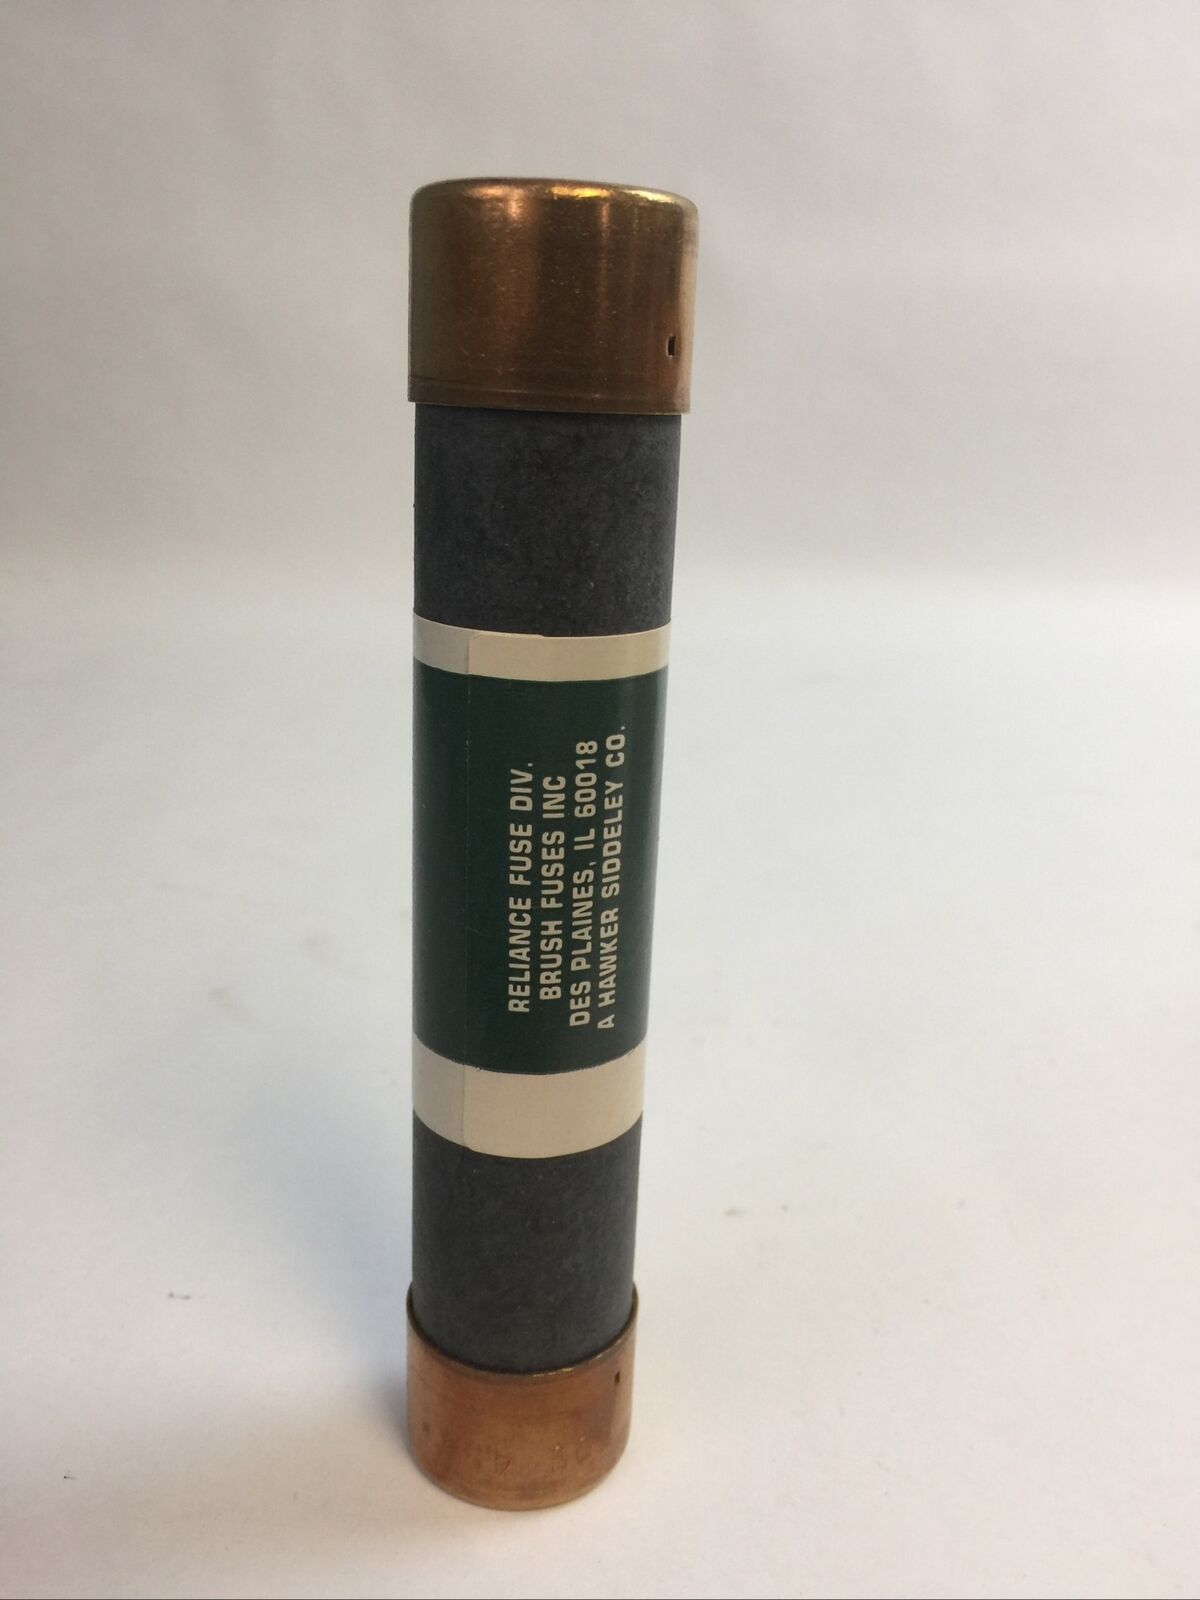 RELIANCE FUSE DIV.
BRUSH FUSES INC
DES PLAINES, IL 60018
A HAWKER SIDDELEY CO.